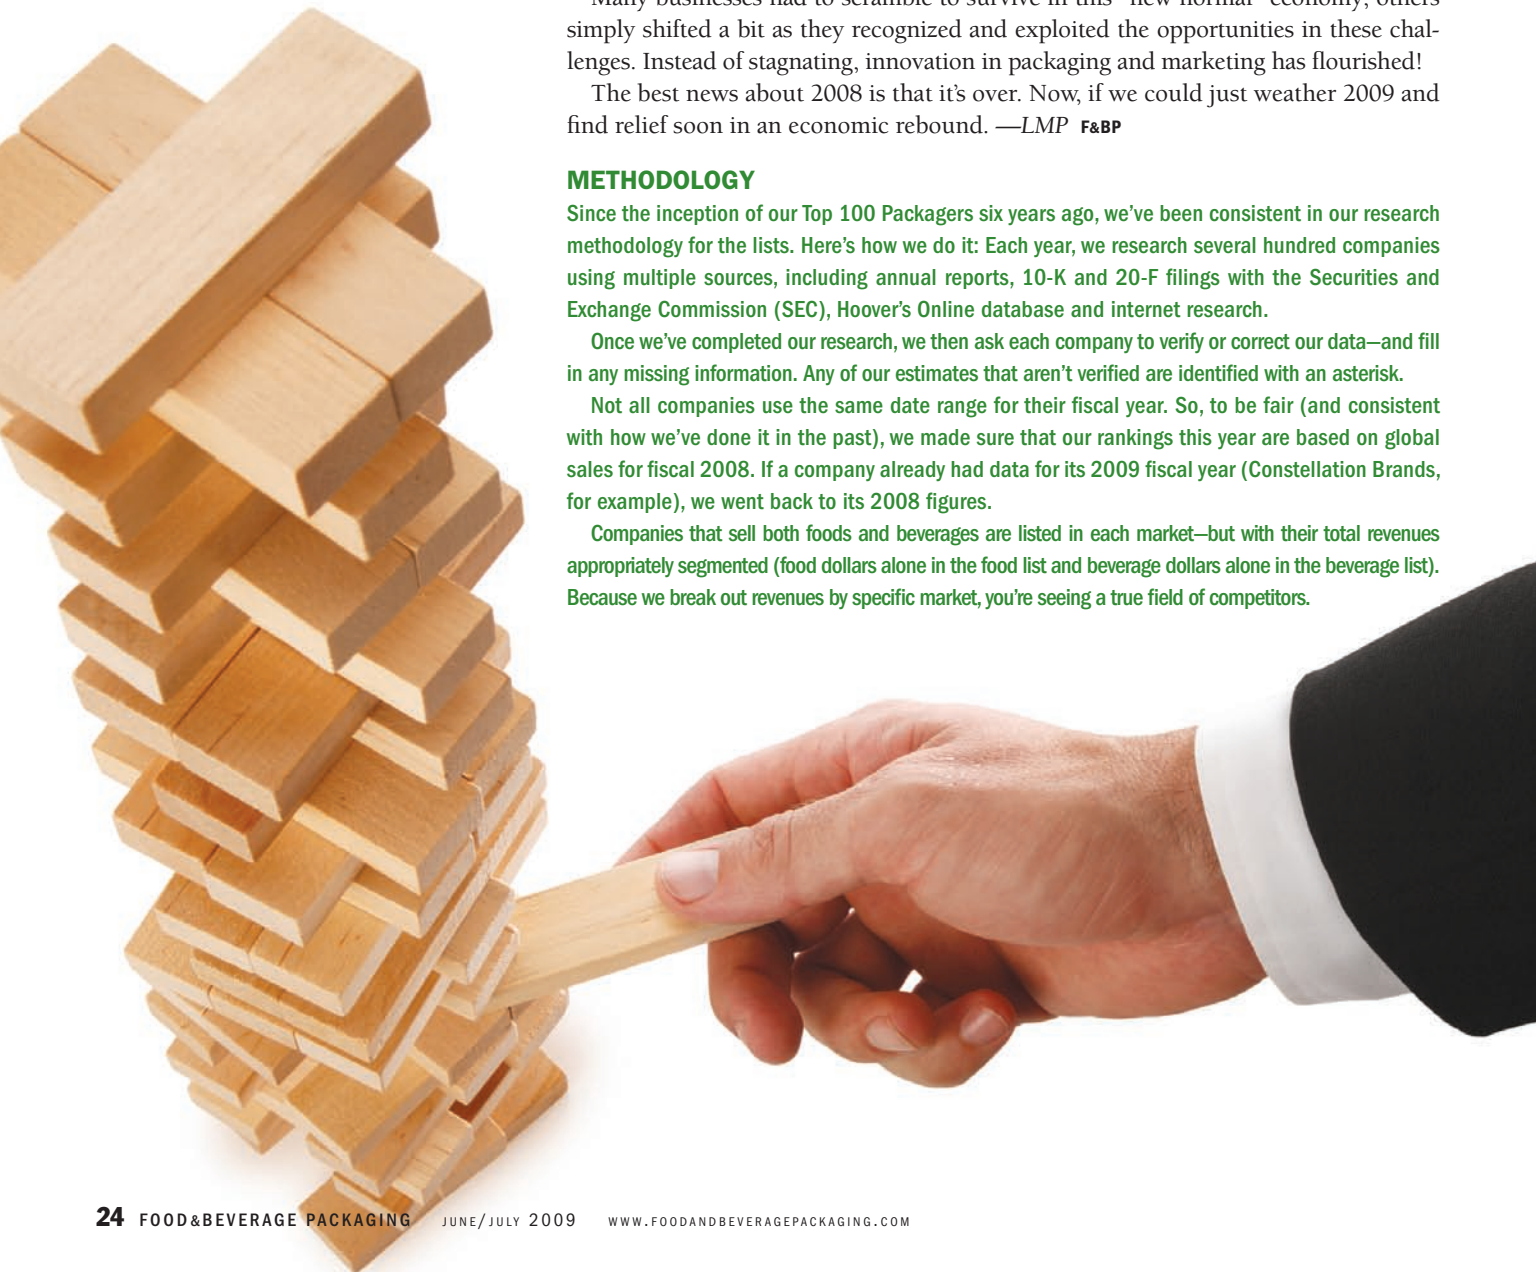 Many businesses had to scramble to survive in this “new normal” economy; others
simply shifted a bit as they recognized and exploited the opportunities in these chal-
lenges. Instead of stagnating, innovation in packaging and marketing has flourished!
The best news about 2008 is that it’s over. Now, if we could just weather 2009 and
find relief soon in an economic rebound. —LMP F&BP
METHODOLOGY
Since the inception of our Top 100 Packagers six years ago, we’ve been consistent in our research
methodology for the lists. Here’s how we do it: Each year, we research several hundred companies
using multiple sources, including annual reports, 10-K and 20-F filings with the Securities and
Exchange Commission (SEC), Hoover’s Online database and internet research.
Once we’ve completed our research, we then ask each company to verify or correct our data—and fill
in any missing information. Any of our estimates that aren’t verified are identified with an asterisk.
Not all companies use the same date range for their fiscal year. So, to be fair (and consistent
with how we’ve done it in the past), we made sure that our rankings this year are based on global
sales for fiscal 2008. If a company already had data for its 2009 fiscal year (Constellation Brands,
for example), we went back to its 2008 figures.
Companies that sell both foods and beverages are listed in each market—but with their total revenues
appropriately segmented (food dollars alone in the food list and beverage dollars alone in the beverage list).
Because we break out revenues by specific market, you’re seeing a true field of competitors.
24 FOOD&BEVERAGE PACKAGING JUNE/JULY 2009 WWW.FOODANDBEVERAGEPACKAGING.COM